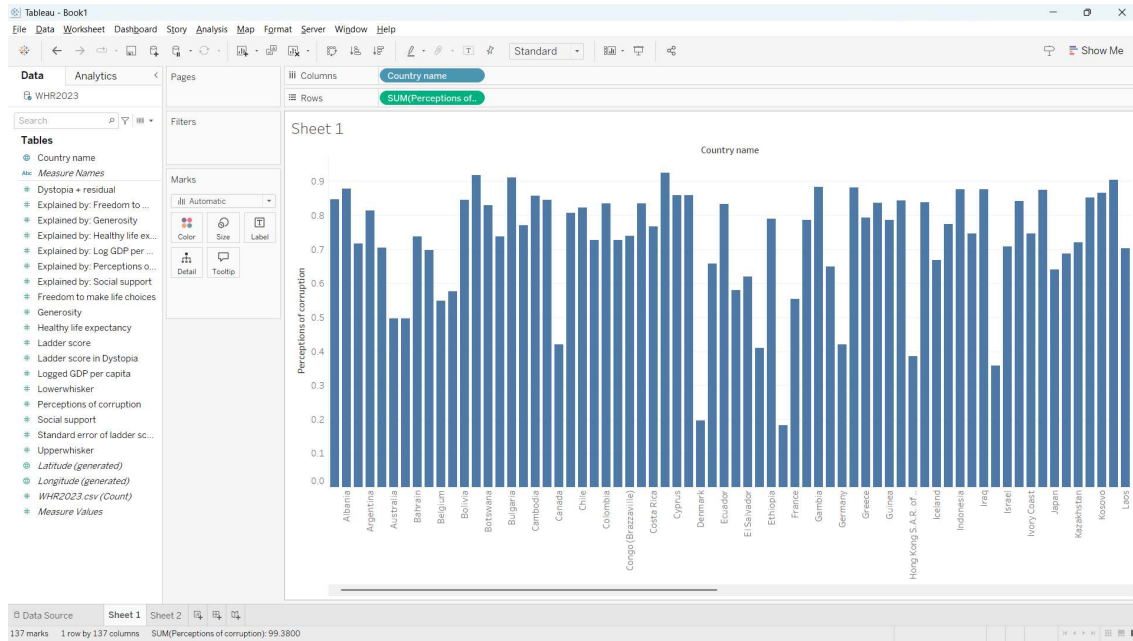 Tableau - Book1
File Data Worksheet Dashboard Story Analysis Map Format Server Window Help
Standard
Show Me
Data Analytics
WHR2023
Search
Tables
Country name
Abc Measure Names
# Dystopia + residual
# Explained by: Freedom to ...
# Explained by: Generosity
# Explained by: Healthy life ex...
# Explained by: Log GDP per ...
# Explained by: Perceptions o...
# Explained by: Social support
# Freedom to make life choices
# Generosity
# Healthy life expectancy
# Ladder score
# Ladder score in Dystopia
# Logged GDP per capita
# Lowerwhisker
# Perceptions of corruption
# Social support
# Standard error of ladder sc...
# Upperwhisker
Latitude (generated)
Longitude (generated)
# WHR2023.csv (Count)
# Measure Values
Pages
Filters
Marks
Automatic
Color Size Label
Detail Tooltip
Columns Country name
Rows SUM(Perceptions of..
Sheet 1
Country name
Perceptions of corruption
0.9
0.8
0.7
0.6
0.5
0.4
0.3
0.2
0.1
0.0
Albania
Argentina
Australia
Bahrain
Belgium
Bolivia
Botswana
Bulgaria
Cambodia
Canada
Chile
Colombia
Congo (Brazzaville)
Costa Rica
Cyprus
Denmark
Ecuador
El Salvador
Ethiopia
France
Gambia
Germany
Greece
Guinea
Hong Kong S.A.R. of ..
Iceland
Indonesia
Iraq
Israel
Ivory Coast
Japan
Kazakhstan
Kosovo
Laos
Data Source Sheet 1 Sheet 2
137 marks 1 row by 137 columns SUM(Perceptions of corruption): 99.3800